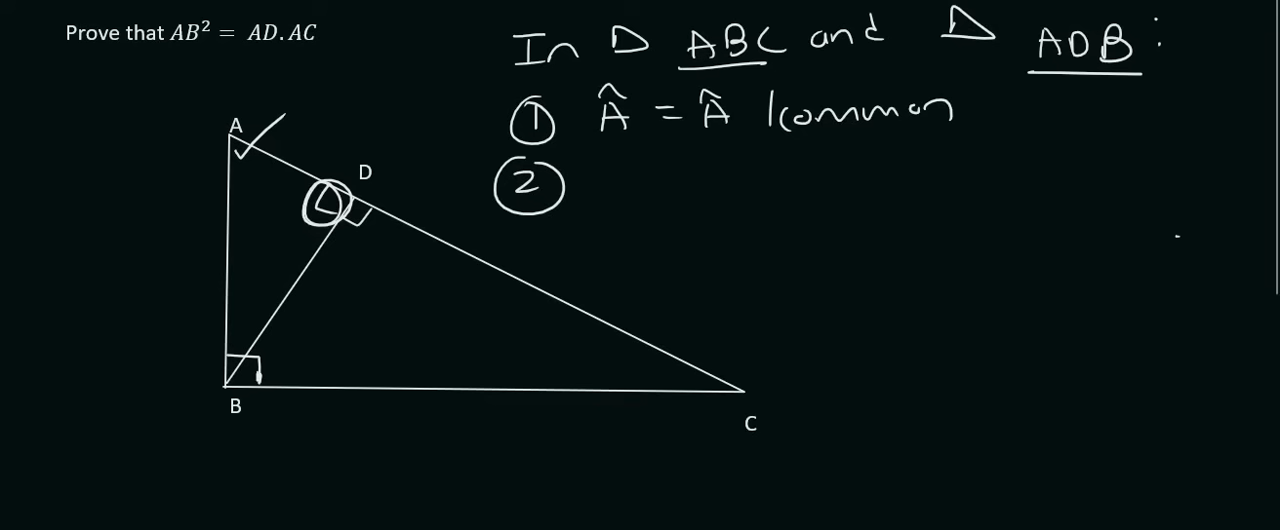 Prove that AB² = AD.AC
In Δ ABC and Δ ADB:
① Â = Â |common
②
A
D
B
C